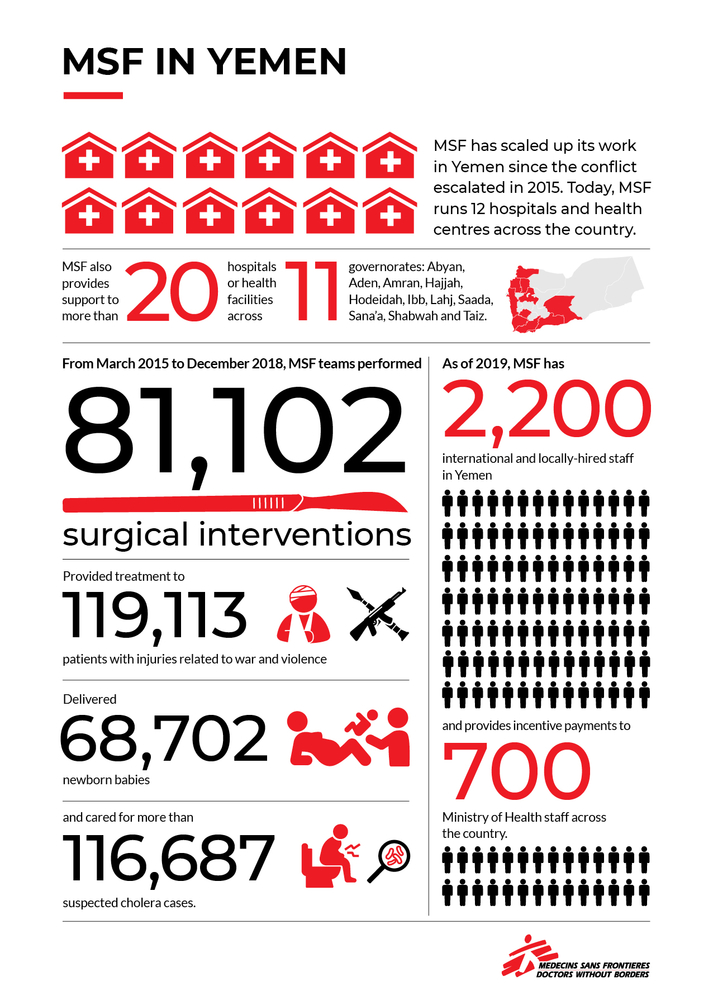 MSF IN YEMEN
MSF has scaled up its work
in Yemen since the conflict
escalated in 2015. Today, MSF
runs 12 hospitals and health
centres across the country.
MSF also
provides
support to
more than
20
hospitals
or health
facilities
across
11
governorates: Abyan,
Aden, Amran, Hajjah,
Hodeidah, Ibb, Lahj, Saada,
Sana’a, Shabwah and Taiz.
From March 2015 to December 2018, MSF teams performed
81,102
surgical interventions
Provided treatment to
119,113
patients with injuries related to war and violence
Delivered
68,702
newborn babies
and cared for more than
116,687
suspected cholera cases.
As of 2019, MSF has
2,200
international and locally-hired staff
in Yemen
and provides incentive payments to
700
Ministry of Health staff across
the country.
MEDECINS SANS FRONTIERES
DOCTORS WITHOUT BORDERS